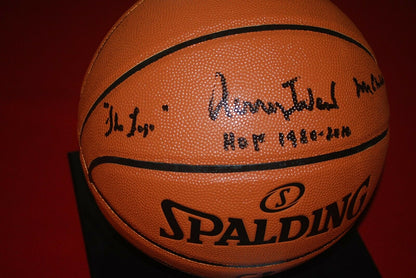 "The Logo"
Jerry West
HOF 1980-2010
S
SPALDING